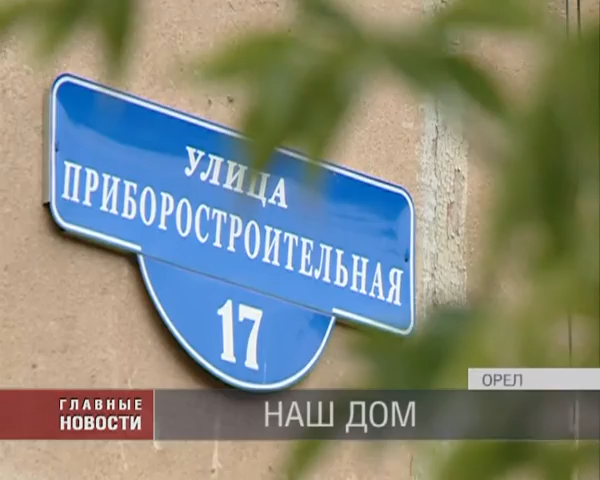 УЛИЦА
ПРИБОРОСТРОИТЕЛЬНАЯ
17
ОРЕЛ
ГЛАВНЫЕ
НОВОСТИ
НАШ ДОМ